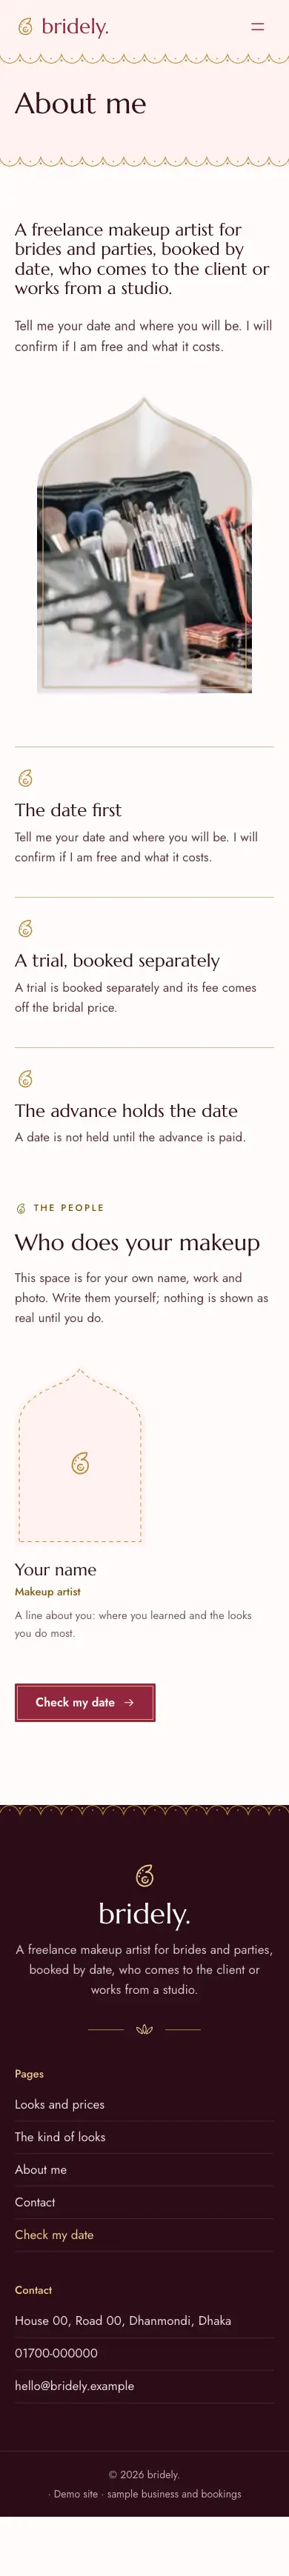 bridely.
About me
A freelance makeup artist for
brides and parties, booked by
date, who comes to the client or
works from a studio.
Tell me your date and where you will be. I will
confirm if I am free and what it costs.
The date first
Tell me your date and where you will be. I will
confirm if I am free and what it costs.
A trial, booked separately
A trial is booked separately and its fee comes
off the bridal price.
The advance holds the date
A date is not held until the advance is paid.
THE PEOPLE
Who does your makeup
This space is for your own name, work and
photo. Write them yourself; nothing is shown as
real until you do.
Your name
Makeup artist
A line about you: where you learned and the looks
you do most.
Check my date →
bridely.
A freelance makeup artist for brides and parties,
booked by date, who comes to the client or
works from a studio.
Pages
Looks and prices
The kind of looks
About me
Contact
Check my date
Contact
House 00, Road 00, Dhanmondi, Dhaka
01700-000000
hello@bridely.example
© 2026 bridely.
· Demo site · sample business and bookings